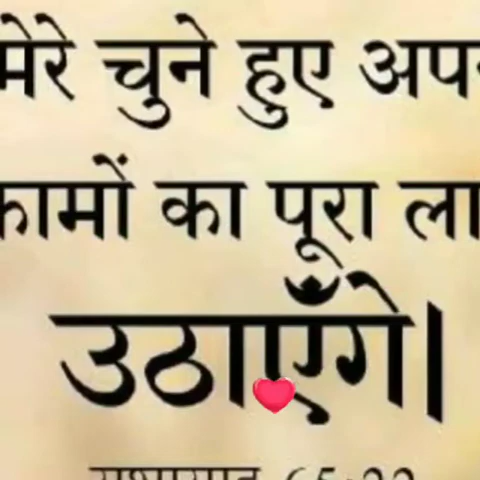 मेरे चुने हुए अप
कामों का पूरा ला
उठाएँगे।